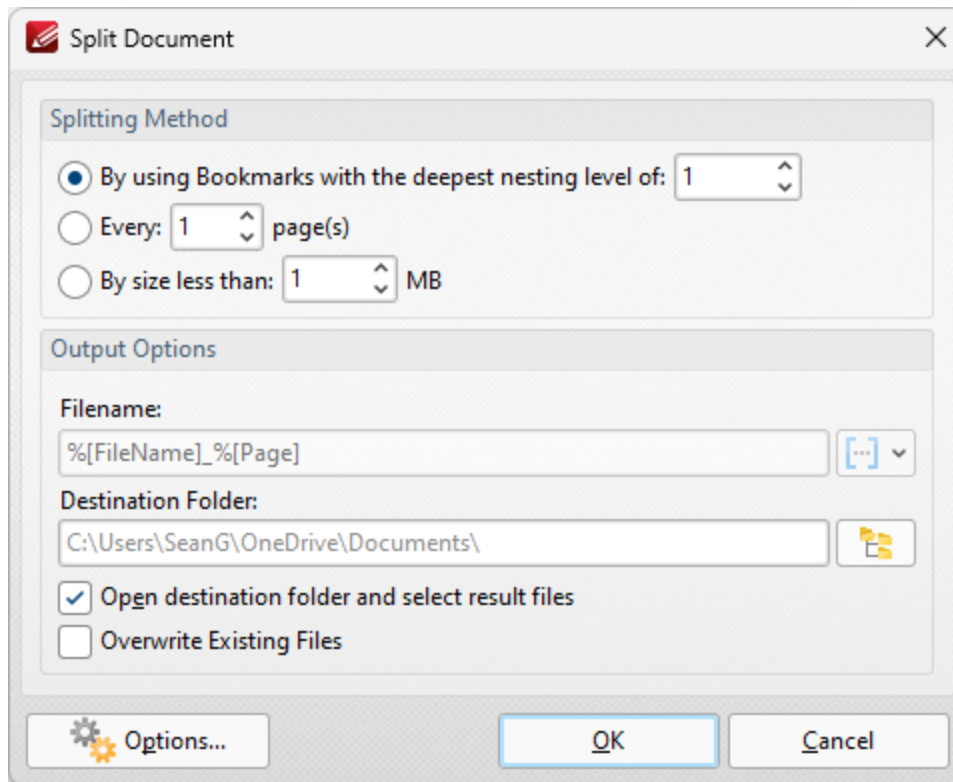 Split Document
Splitting Method
By using Bookmarks with the deepest nesting level of: 1
Every: 1 page(s)
By size less than: 1 MB
Output Options
Filename:
%[FileName]_%[Page]
Destination Folder:
C:\Users\SeanG\OneDrive\Documents\
Open destination folder and select result files
Overwrite Existing Files
Options... OK Cancel